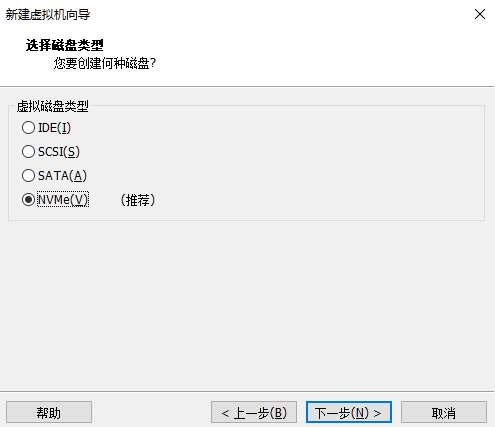 新建虚拟机向导
选择磁盘类型
您要创建何种磁盘?
虚拟磁盘类型
IDE(I)
SCSI(S)
SATA(A)
NVMe(V) （推荐）
帮助 < 上一步(B) 下一步(N) > 取消